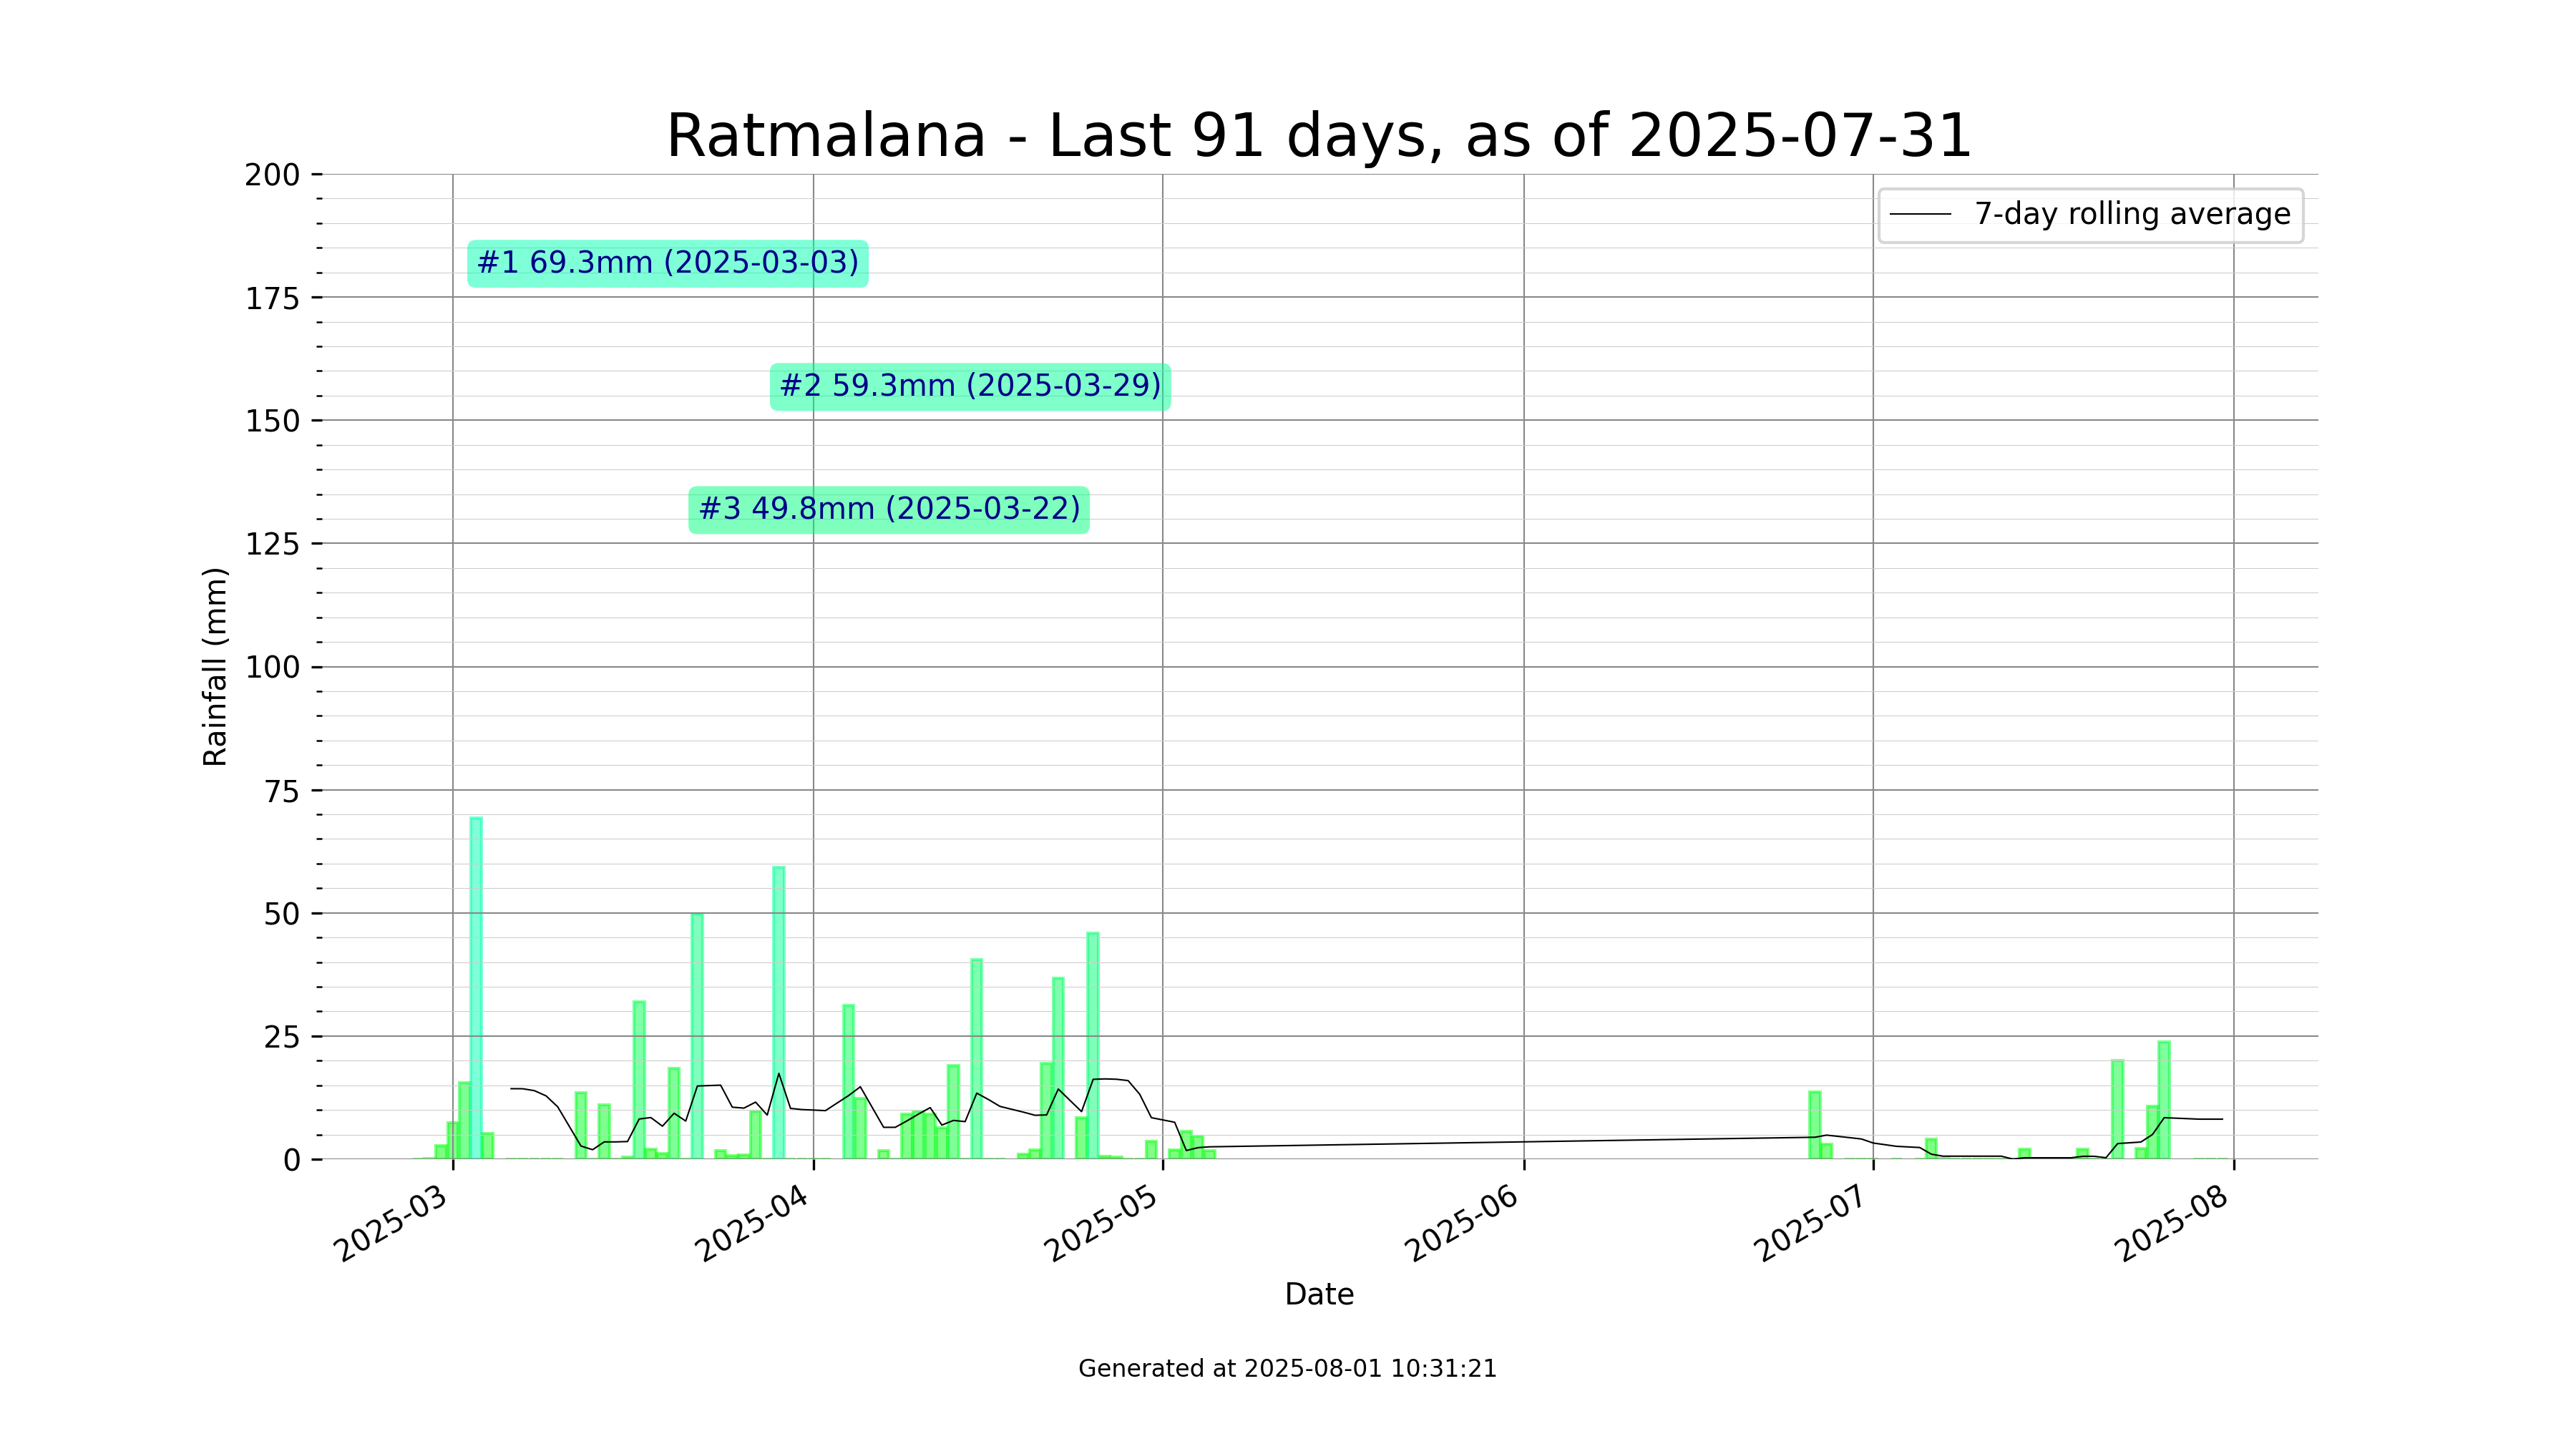 Ratmalana - Last 91 days, as of 2025-07-31
200
175
150
125
100
75
50
25
0
Rainfall (mm)
7-day rolling average
#1 69.3mm (2025-03-03)
#2 59.3mm (2025-03-29)
#3 49.8mm (2025-03-22)
2025-03
2025-04
2025-05
2025-06
2025-07
2025-08
Date
Generated at 2025-08-01 10:31:21